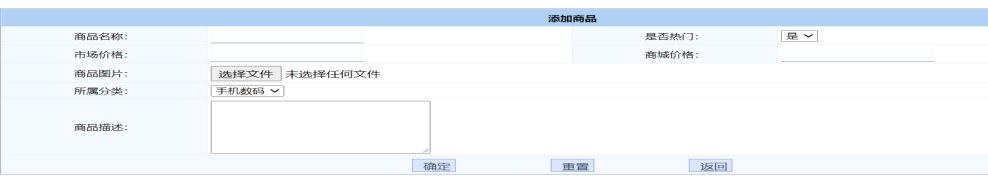 添加商品
商品名称： 是否热门： 是
市场价格： 商城价格：
商品图片： 选择文件 未选择任何文件
所属分类： 手机数码
商品描述：
确定 重置 返回